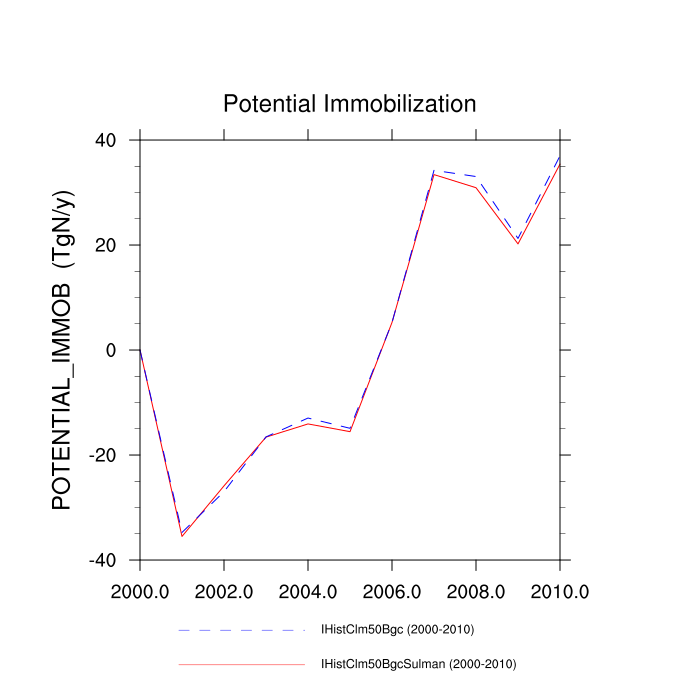 Potential Immobilization
POTENTIAL_IMMOB (TgN/y)
40
20
0
-20
-40
2000.0 2002.0 2004.0 2006.0 2008.0 2010.0
IHistClm50Bgc (2000-2010)
IHistClm50BgcSulman (2000-2010)